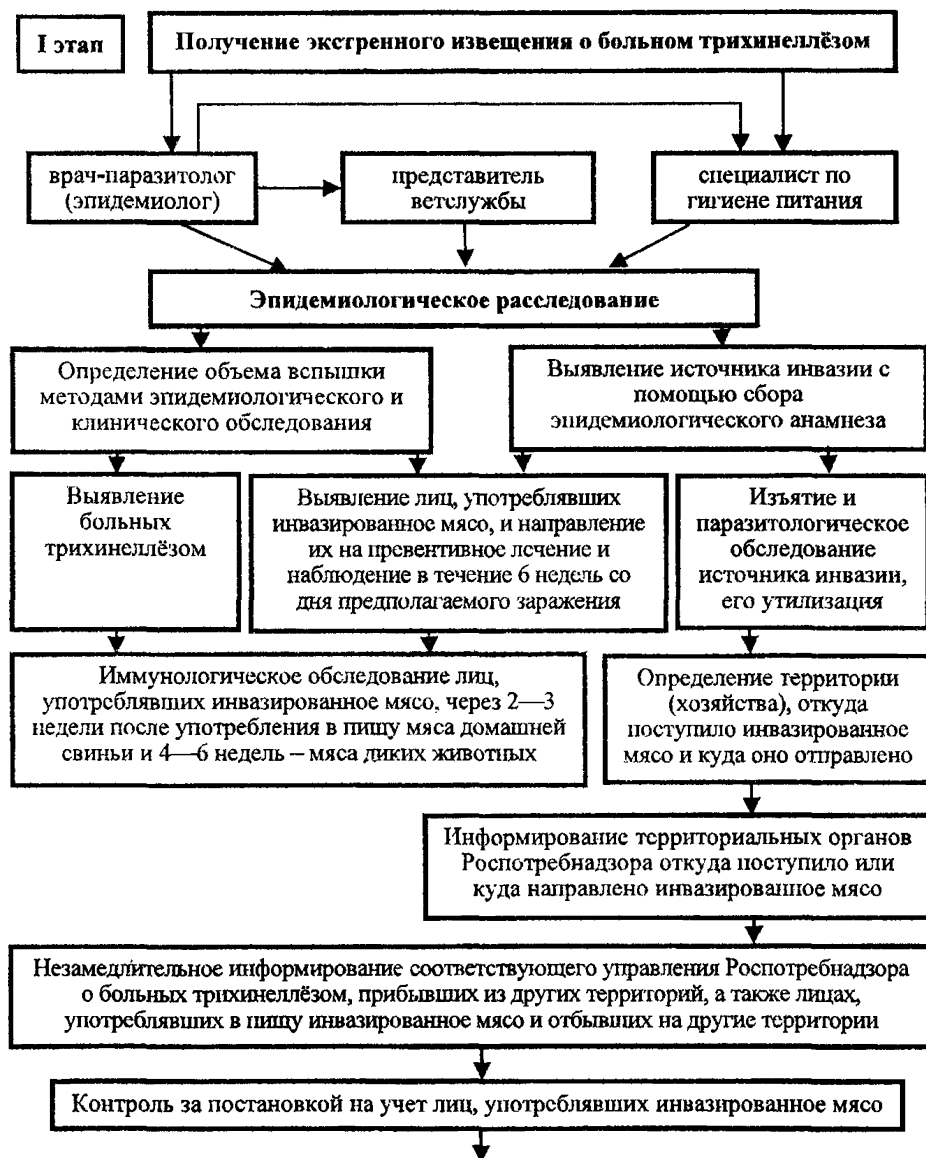 I этап
Получение экстренного извещения о больном трихинеллёзом
врач-паразитолог
(эпидемиолог)
представитель
ветслужбы
специалист по
гигиене питания
Эпидемиологическое расследование
Определение объема вспышки
методами эпидемиологического и
клинического обследования
Выявление источника инвазии с
помощью сбора
эпидемиологического анамнеза
Выявление
больных
трихинеллёзом
Выявление лиц, употреблявших
инвазированное мясо, и направление
их на превентивное лечение и
наблюдение в течение 6 недель со
дня предполагаемого заражения
Изъятие и
паразитологическое
обследование
источника инвазии,
его утилизация
Иммунологическое обследование лиц,
употреблявших инвазированное мясо, через 2—3
недели после употребления в пищу мяса домашней
свиньи и 4—6 недель – мяса диких животных
Определение территории
(хозяйства), откуда
поступило инвазированное
мясо и куда оно отправлено
Информирование территориальных органов
Роспотребнадзора откуда поступило или
куда направлено инвазированное мясо
Незамедлительное информирование соответствующего управления Роспотребнадзора
о больных трихинеллёзом, прибывших из других территорий, а также лицах,
употреблявших в пищу инвазированное мясо и отбывших на другие территории
Контроль за постановкой на учет лиц, употреблявших инвазированное мясо